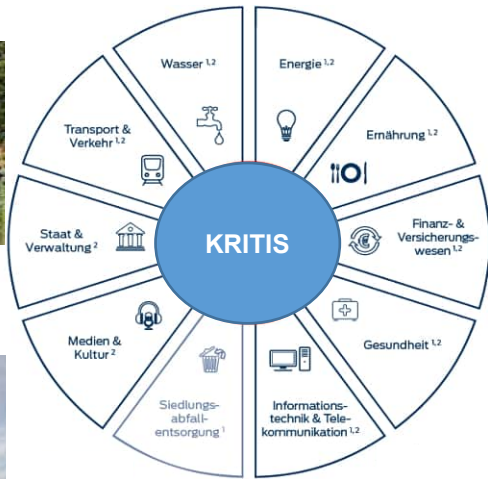 Wasser 1,2
Energie 1,2
Transport &
Verkehr 1,2
Ernährung 1,2
Staat &
Verwaltung 2
KRITIS
Finanz- &
Versicherungs-
wesen 1,2
Medien &
Kultur 2
Gesundheit 1,2
Siedlungs-
abfall-
entsorgung 1
Informations-
technik & Tele-
kommunikation 1,2